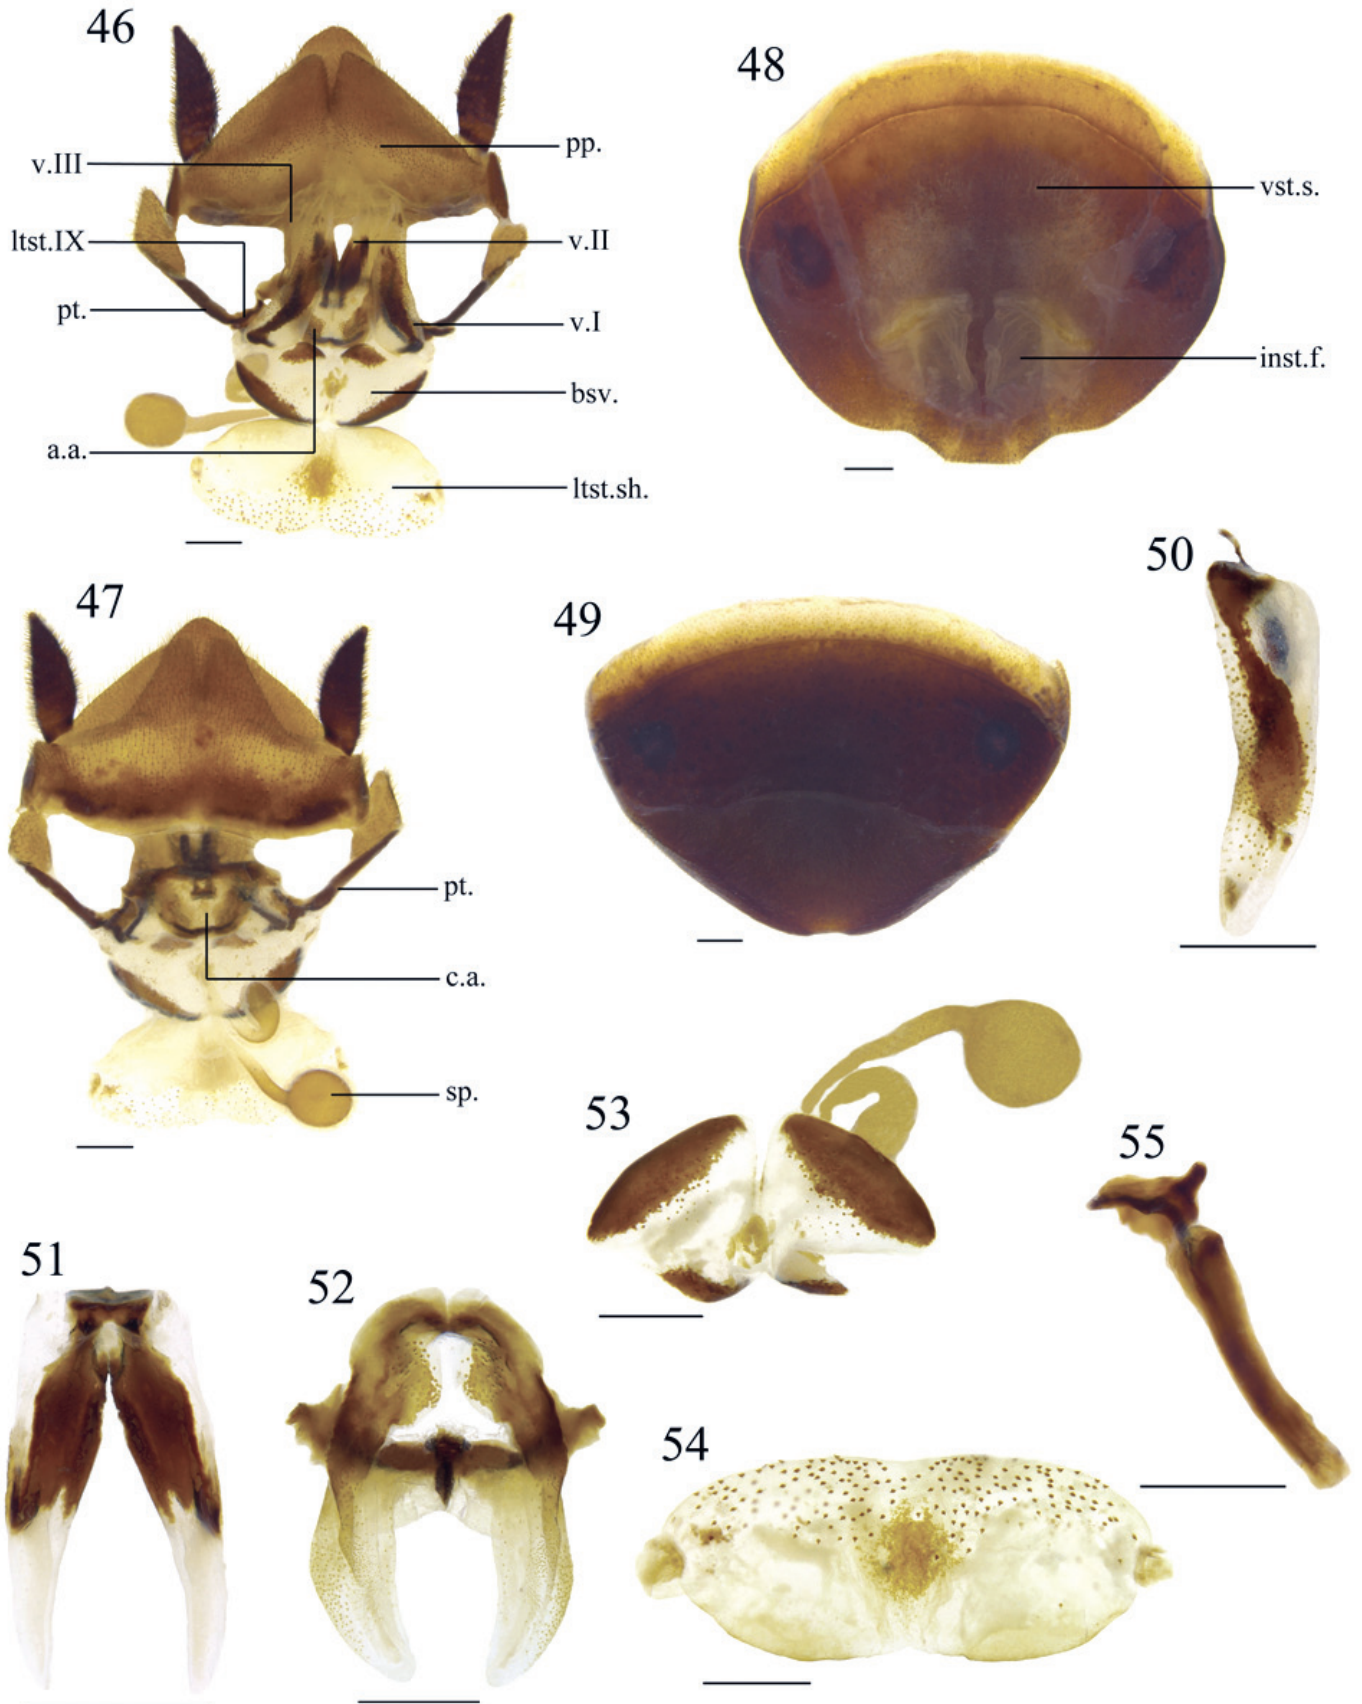 46
v.III
ltst.IX
pt.
a.a.
pp.
v.II
v.I
bsv.
ltst.sh.
48
vst.s.
inst.f.
47
pt.
c.a.
sp.
49
50
51
52
53
54
55